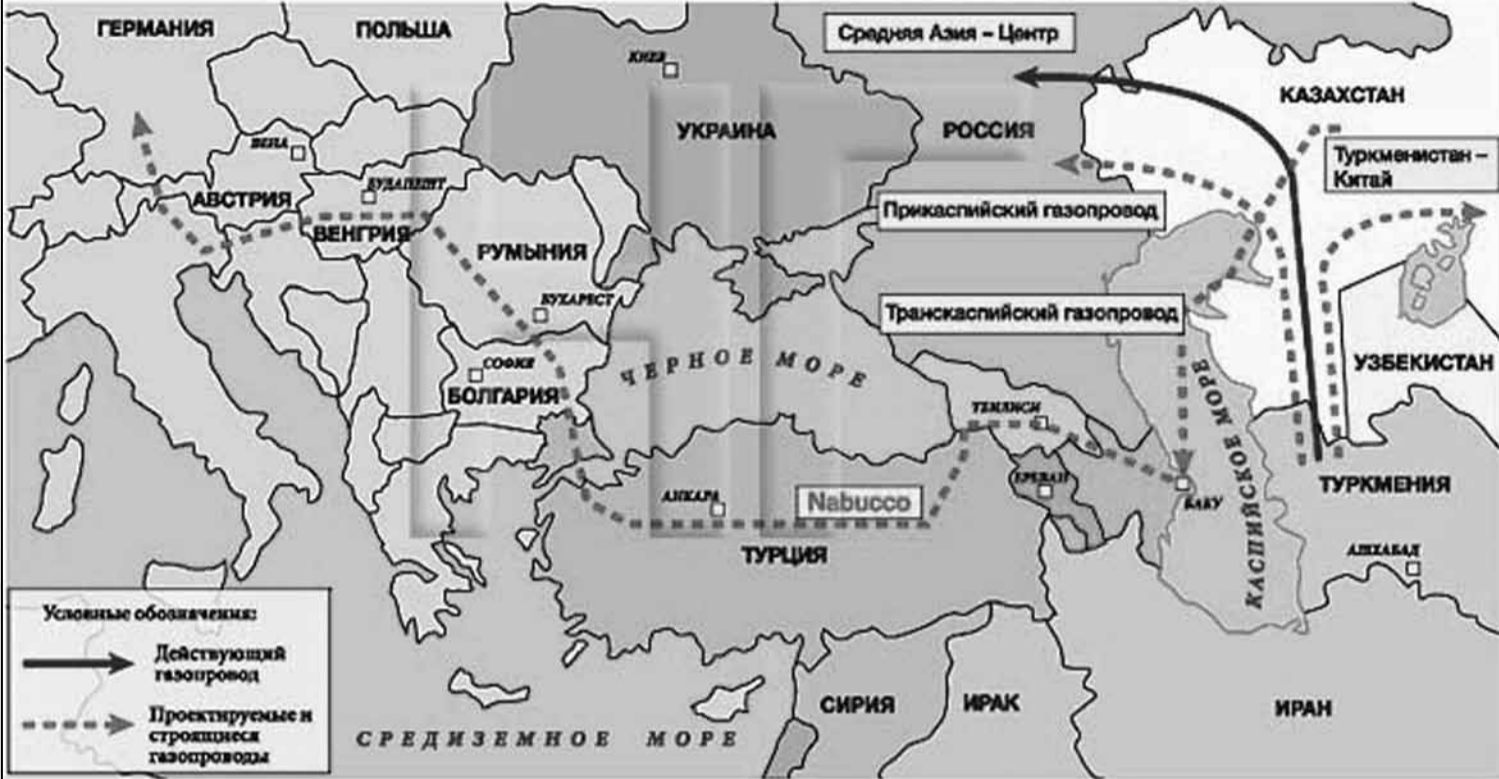 ГЕРМАНИЯ
ПОЛЬША
КИЕВ
Средняя Азия – Центр
КАЗАХСТАН
УКРАИНА
РОССИЯ
ВЕНА
Туркменистан –
Китай
БУДАПЕШТ
АВСТРИЯ
Прикаспийский газопровод
ВЕНГРИЯ
РУМЫНИЯ
БУХАРЕСТ
Транскаспийский газопровод
СОФИЯ
ЧЕРНОЕ МОРЕ
УЗБЕКИСТАН
БОЛГАРИЯ
ТБИЛИСИ
КАСПИЙСКОЕ МОРЕ
ЕРЕВАН
ТУРКМЕНИЯ
АНКАРА
Nabucco
БАКУ
ТУРЦИЯ
АШХАБАД
Условные обозначения:
Действующий
газопровод
Проектируемые и
строящиеся
газопроводы
СРЕДИЗЕМНОЕ МОРЕ
СИРИЯ
ИРАК
ИРАН